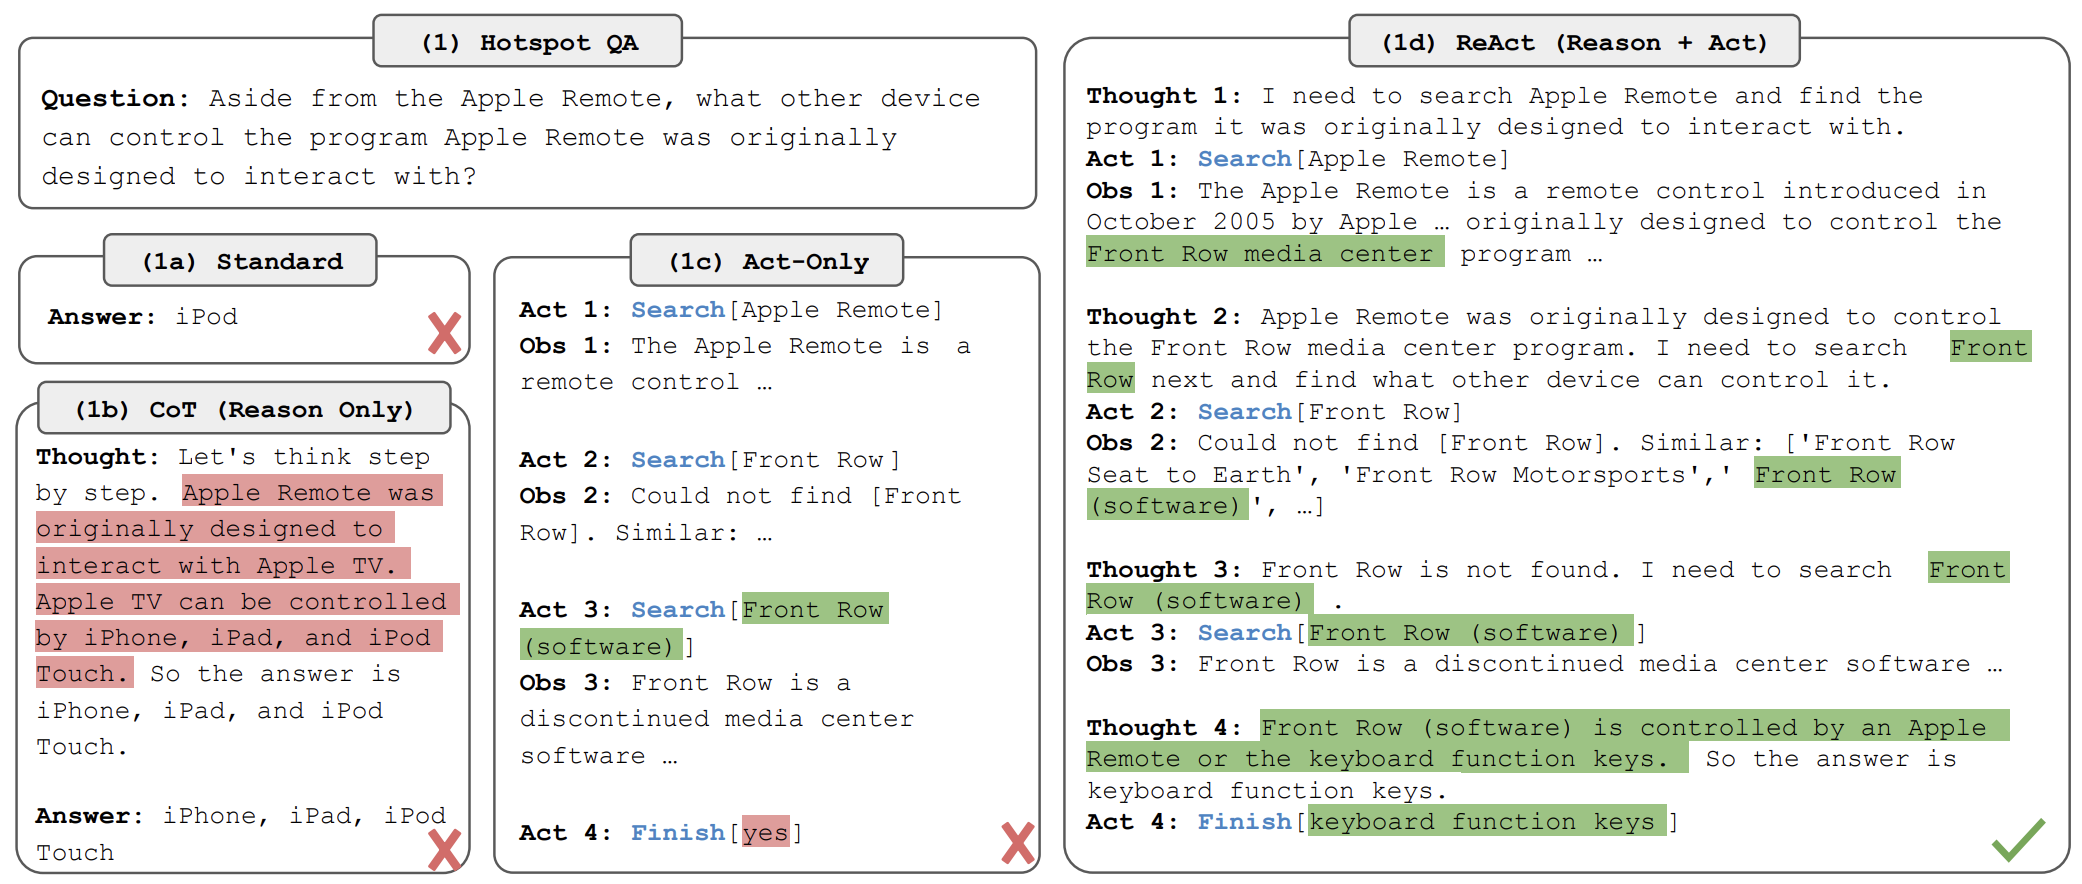 (1) Hotspot QA
Question: Aside from the Apple Remote, what other device
can control the program Apple Remote was originally
designed to interact with?
(1a) Standard
Answer: iPod
(1b) CoT (Reason Only)
Thought: Let's think step
by step. Apple Remote was
originally designed to
interact with Apple TV.
Apple TV can be controlled
by iPhone, iPad, and iPod
Touch. So the answer is
iPhone, iPad, and iPod
Touch.
Answer: iPhone, iPad, iPod
Touch
(1c) Act-Only
Act 1: Search[Apple Remote]
Obs 1: The Apple Remote is a
remote control …
Act 2: Search[Front Row]
Obs 2: Could not find [Front
Row]. Similar: …
Act 3: Search[Front Row
(software)]
Obs 3: Front Row is a
discontinued media center
software …
Act 4: Finish[yes]
(1d) ReAct (Reason + Act)
Thought 1: I need to search Apple Remote and find the
program it was originally designed to interact with.
Act 1: Search[Apple Remote]
Obs 1: The Apple Remote is a remote control introduced in
October 2005 by Apple … originally designed to control the
Front Row media center program …
Thought 2: Apple Remote was originally designed to control
the Front Row media center program. I need to search Front
Row next and find what other device can control it.
Act 2: Search[Front Row]
Obs 2: Could not find [Front Row]. Similar: ['Front Row
Seat to Earth', 'Front Row Motorsports',' Front Row
(software)', …]
Thought 3: Front Row is not found. I need to search Front
Row (software) .
Act 3: Search[Front Row (software)]
Obs 3: Front Row is a discontinued media center software …
Thought 4: Front Row (software) is controlled by an Apple
Remote or the keyboard function keys. So the answer is
keyboard function keys.
Act 4: Finish[keyboard function keys]